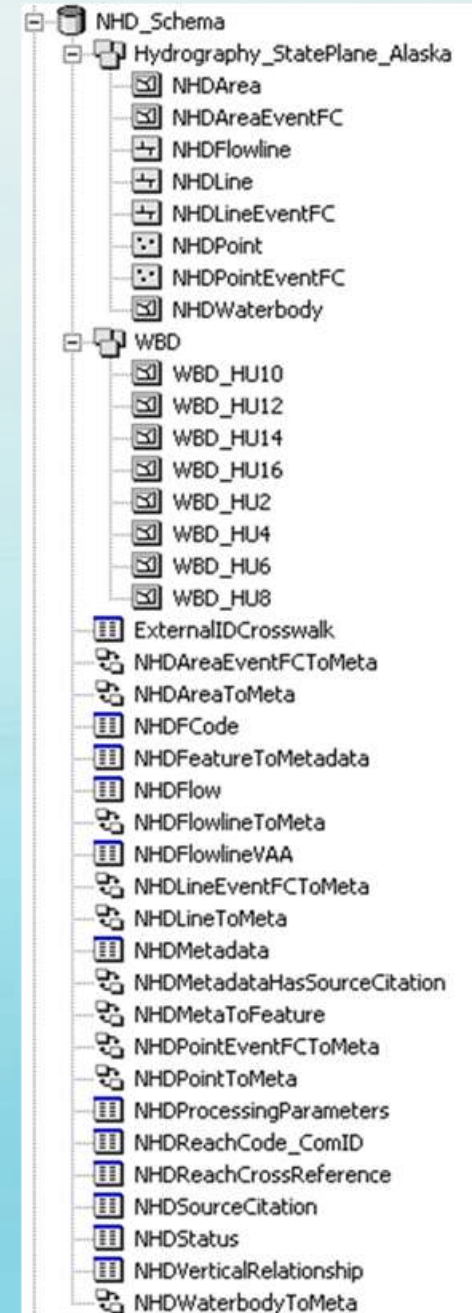 NHD_Schema
Hydrography_StatePlane_Alaska
NHDArea
NHDAreaEventFC
NHDFlowline
NHDLine
NHDLineEventFC
NHDPoint
NHDPointEventFC
NHDWaterbody
WBD
WBD_HU10
WBD_HU12
WBD_HU14
WBD_HU16
WBD_HU2
WBD_HU4
WBD_HU6
WBD_HU8
ExternalIDCrosswalk
NHDAreaEventFCToMeta
NHDAreaToMeta
NHDFCode
NHDFeatureToMetadata
NHDFlow
NHDFlowlineToMeta
NHDFlowlineVAA
NHDLineEventFCToMeta
NHDLineToMeta
NHDMetadata
NHDMetadataHasSourceCitation
NHDMetaToFeature
NHDPointEventFCToMeta
NHDPointToMeta
NHDProcessingParameters
NHDReachCode_ComID
NHDReachCrossReference
NHDSourceCitation
NHDStatus
NHDVerticalRelationship
NHDWaterbodyToMeta